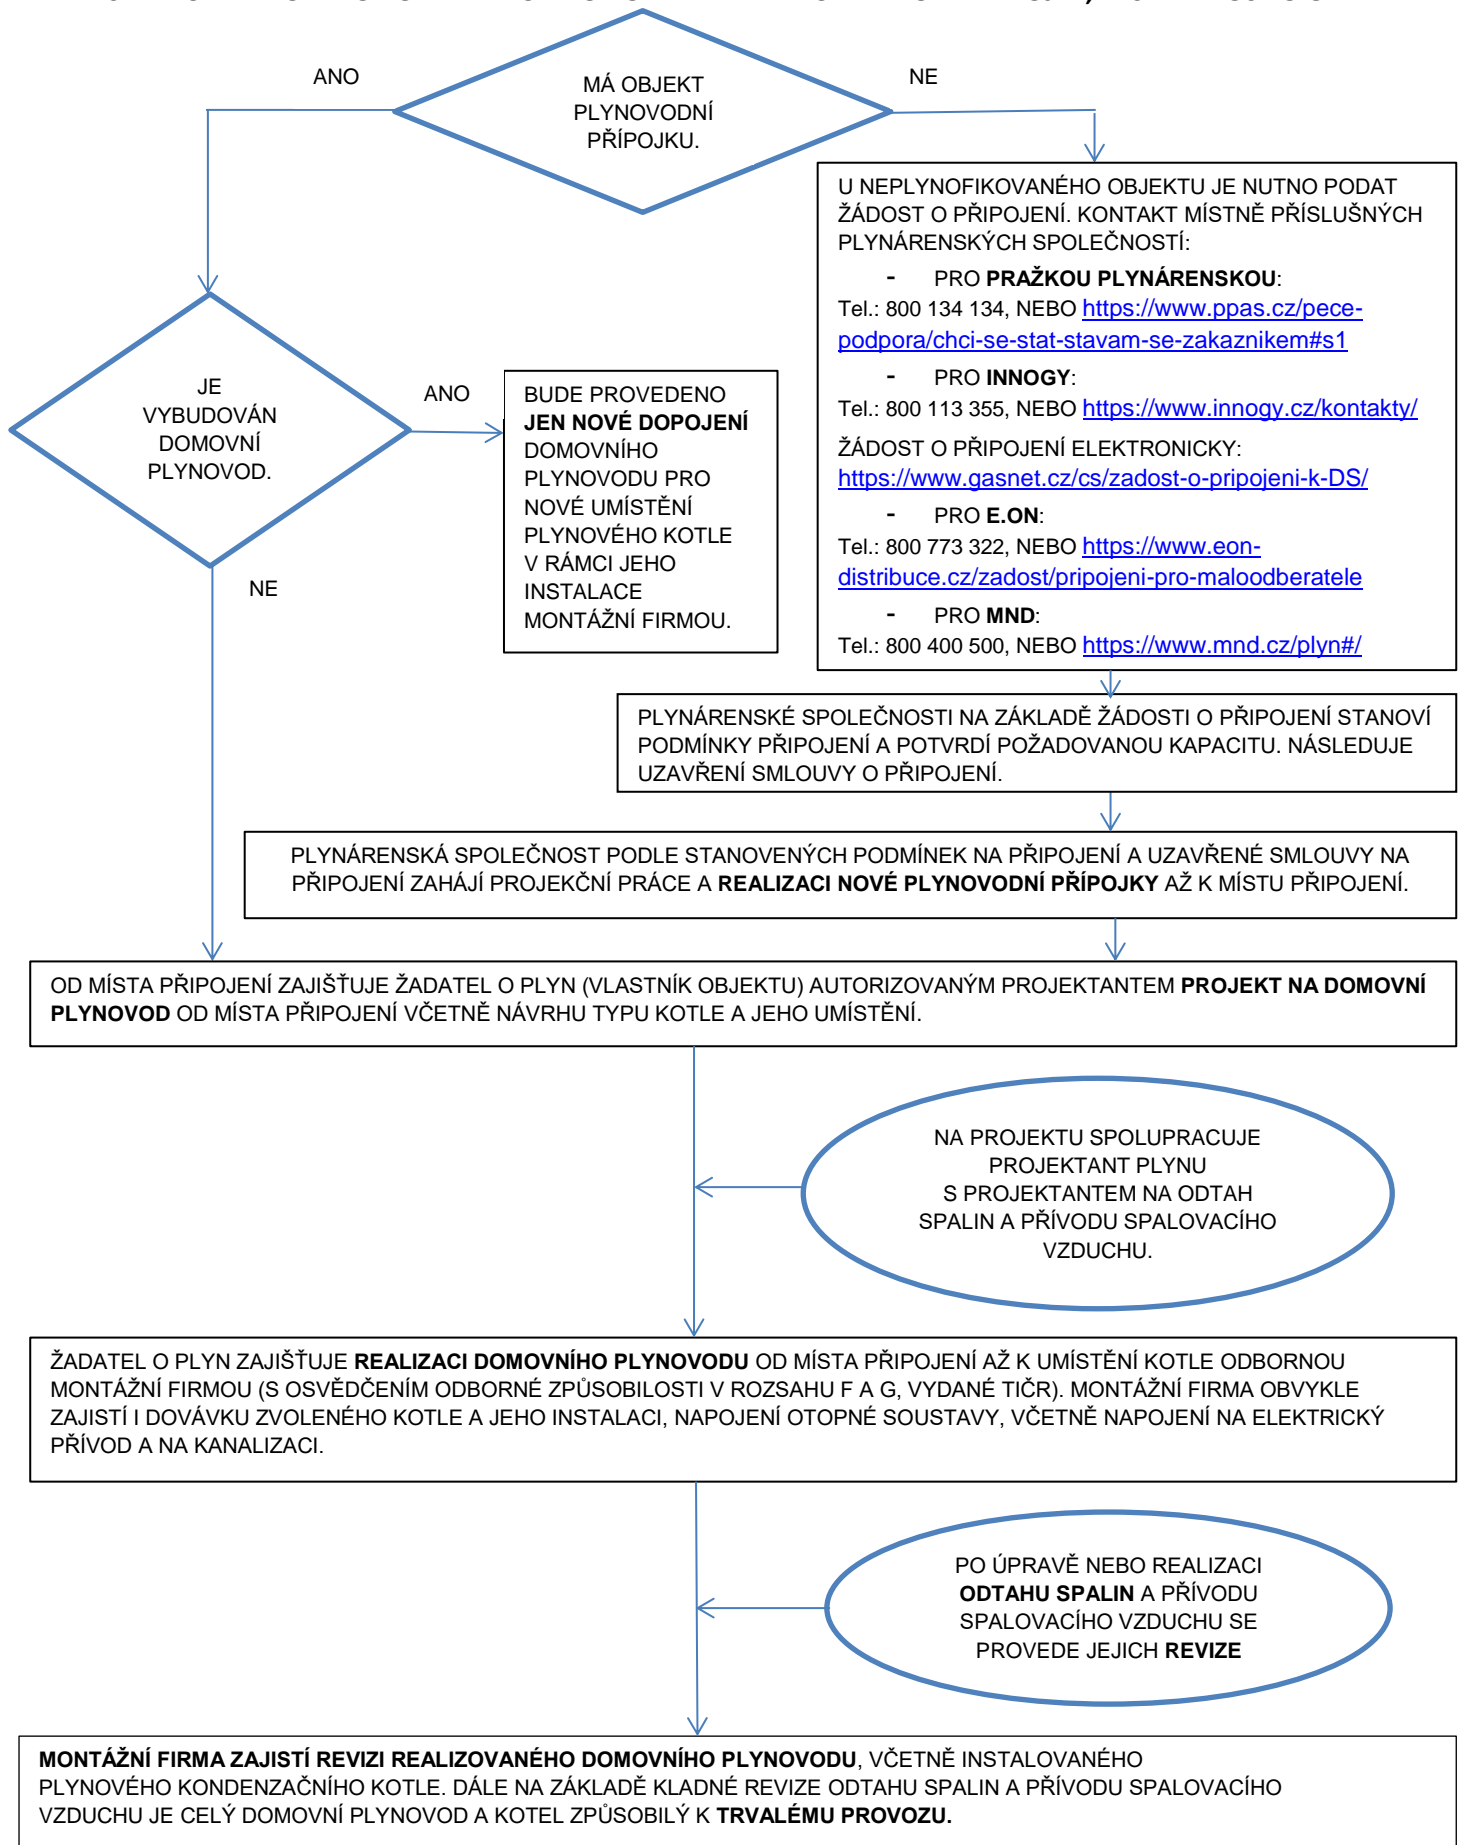 ANO
MÁ OBJEKT
PLYNOVODNÍ
PŘÍPOJKU.
NE
U NEPLYNOFIKOVANÉHO OBJEKTU JE NUTNO PODAT
ŽÁDOST O PŘIPOJENÍ. KONTAKT MÍSTNĚ PŘÍSLUŠNÝCH
PLYNÁRENSKÝCH SPOLEČNOSTÍ:
- PRO PRAŽKOU PLYNÁRENSKOU:
Tel.: 800 134 134, NEBO https://www.ppas.cz/pece-
podpora/chci-se-stat-stavam-se-zakaznikem#s1
- PRO INNOGY:
Tel.: 800 113 355, NEBO https://www.innogy.cz/kontakty/
ŽÁDOST O PŘIPOJENÍ ELEKTRONICKY:
https://www.gasnet.cz/cs/zadost-o-pripojeni-k-DS/
- PRO E.ON:
Tel.: 800 773 322, NEBO https://www.eon-
distribuce.cz/zadost/pripojeni-pro-maloodberatele
- PRO MND:
Tel.: 800 400 500, NEBO https://www.mnd.cz/plyn#/
JE
VYBUDOVÁN
DOMOVNÍ
PLYNOVOD.
ANO
BUDE PROVEDENO
JEN NOVÉ DOPOJENÍ
DOMOVNÍHO
PLYNOVODU PRO
NOVÉ UMÍSTĚNÍ
PLYNOVÉHO KOTLE
V RÁMCI JEHO
INSTALACE
MONTÁŽNÍ FIRMOU.
NE
PLYNÁRENSKÉ SPOLEČNOSTI NA ZÁKLADĚ ŽÁDOSTI O PŘIPOJENÍ STANOVÍ
PODMÍNKY PŘIPOJENÍ A POTVRDÍ POŽADOVANOU KAPACITU. NÁSLEDUJE
UZAVŘENÍ SMLOUVY O PŘIPOJENÍ.
PLYNÁRENSKÁ SPOLEČNOST PODLE STANOVENÝCH PODMÍNEK NA PŘIPOJENÍ A UZAVŘENÉ SMLOUVY NA
PŘIPOJENÍ ZAHÁJÍ PROJEKČNÍ PRÁCE A REALIZACI NOVÉ PLYNOVODNÍ PŘÍPOJKY AŽ K MÍSTU PŘIPOJENÍ.
OD MÍSTA PŘIPOJENÍ ZAJIŠŤUJE ŽADATEL O PLYN (VLASTNÍK OBJEKTU) AUTORIZOVANÝM PROJEKTANTEM PROJEKT NA DOMOVNÍ
PLYNOVOD OD MÍSTA PŘIPOJENÍ VČETNĚ NÁVRHU TYPU KOTLE A JEHO UMÍSTĚNÍ.
NA PROJEKTU SPOLUPRACUJE
PROJEKTANT PLYNU
S PROJEKTANTEM NA ODTAH
SPALIN A PŘÍVODU SPALOVACÍHO
VZDUCHU.
ŽADATEL O PLYN ZAJIŠŤUJE REALIZACI DOMOVNÍHO PLYNOVODU OD MÍSTA PŘIPOJENÍ AŽ K UMÍSTĚNÍ KOTLE ODBORNOU
MONTÁŽNÍ FIRMOU (S OSVĚDČENÍM ODBORNÉ ZPŮSOBILOSTI V ROZSAHU F A G, VYDANÉ TIČR). MONTÁŽNÍ FIRMA OBVYKLE
ZAJISTÍ I DOVÁVKU ZVOLENÉHO KOTLE A JEHO INSTALACI, NAPOJENÍ OTOPNÉ SOUSTAVY, VČETNĚ NAPOJENÍ NA ELEKTRICKÝ
PŘÍVOD A NA KANALIZACI.
PO ÚPRAVĚ NEBO REALIZACI
ODTAHU SPALIN A PŘÍVODU
SPALOVACÍHO VZDUCHU SE
PROVEDE JEJICH REVIZE
MONTÁŽNÍ FIRMA ZAJISTÍ REVIZI REALIZOVANÉHO DOMOVNÍHO PLYNOVODU, VČETNĚ INSTALOVANÉHO
PLYNOVÉHO KONDENZAČNÍHO KOTLE. DÁLE NA ZÁKLADĚ KLADNÉ REVIZE ODTAHU SPALIN A PŘÍVODU SPALOVACÍHO
VZDUCHU JE CELÝ DOMOVNÍ PLYNOVOD A KOTEL ZPŮSOBILÝ K TRVALÉMU PROVOZU.